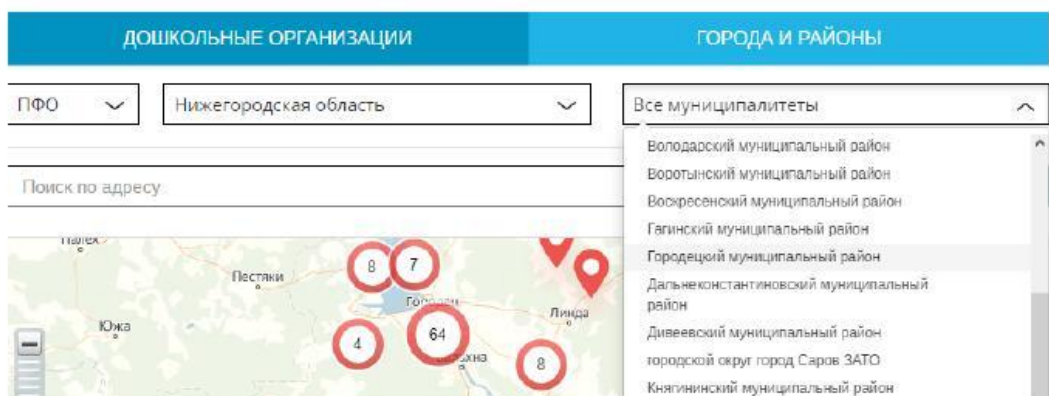 ДОШКОЛЬНЫЕ ОРГАНИЗАЦИИ
ГОРОДА И РАЙОНЫ
ПФО
Нижегородская область
Все муниципалитеты
Володарский муниципальный район
Воротынский муниципальный район
Воскресенский муниципальный район
Гагинский муниципальный район
Городецкий муниципальный район
Дальнеконстантиновский муниципальный
район
Дивеевский муниципальный район
городской округ город Саров ЗАТО
Княгининский муниципальный район
Поиск по адресу
Палех
Пестяки
8
7
Южа
4
64
Линда
8